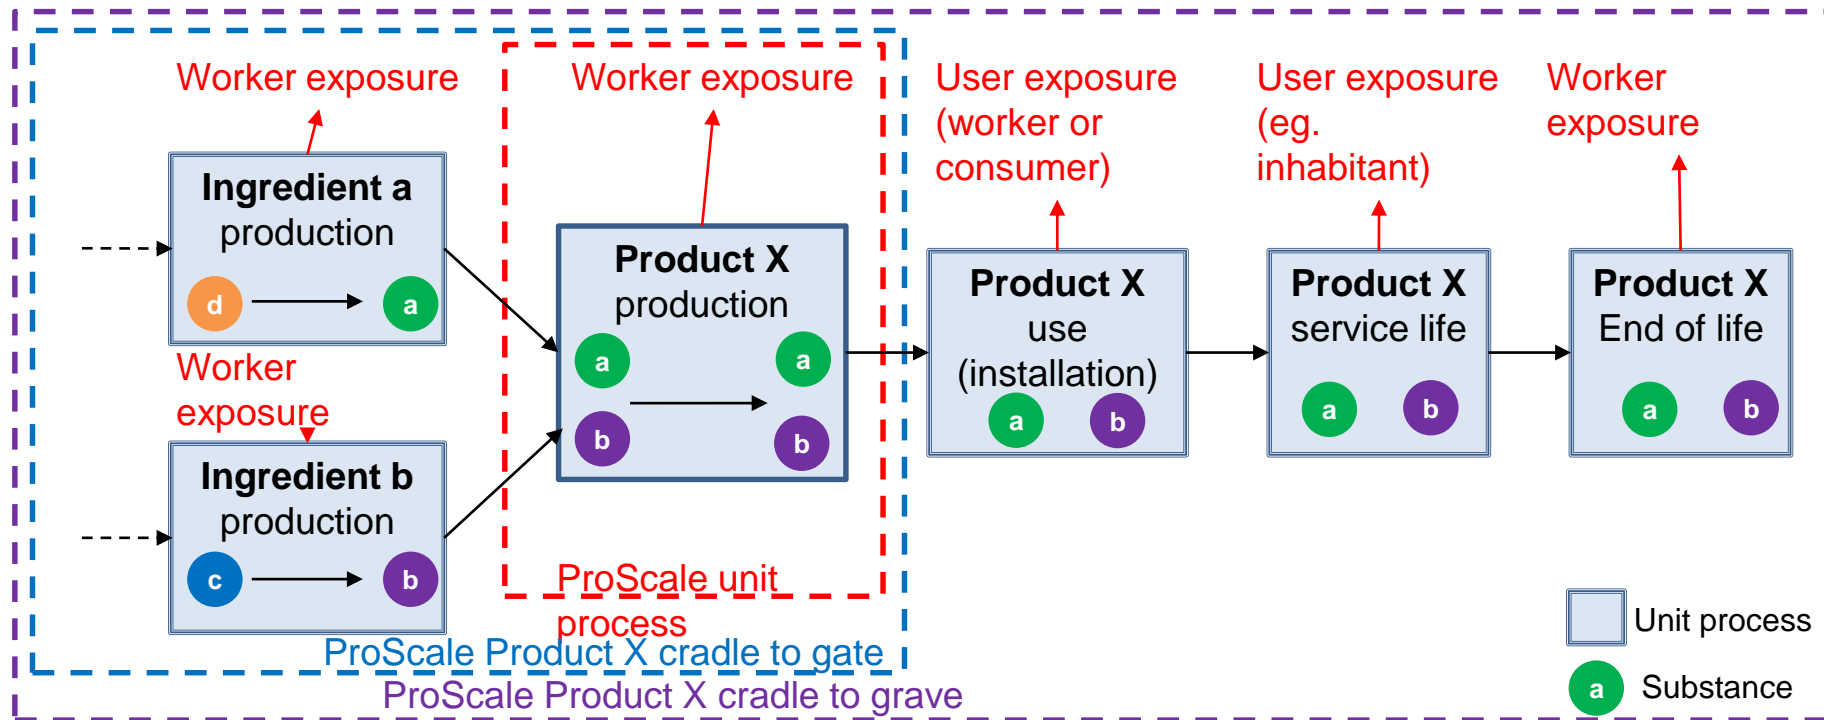 Worker exposure
Worker exposure
User exposure
(worker or
consumer)
User exposure
(eg.
inhabitant)
Worker
exposure
Ingredient a
production
d
a
Worker
exposure
Ingredient b
production
c
b
Product X
production
a
a
b
b
Product X
use
(installation)
a
b
Product X
service life
a
b
Product X
End of life
a
b
ProScale unit
process
ProScale Product X cradle to gate
ProScale Product X cradle to grave
Unit process
a
Substance